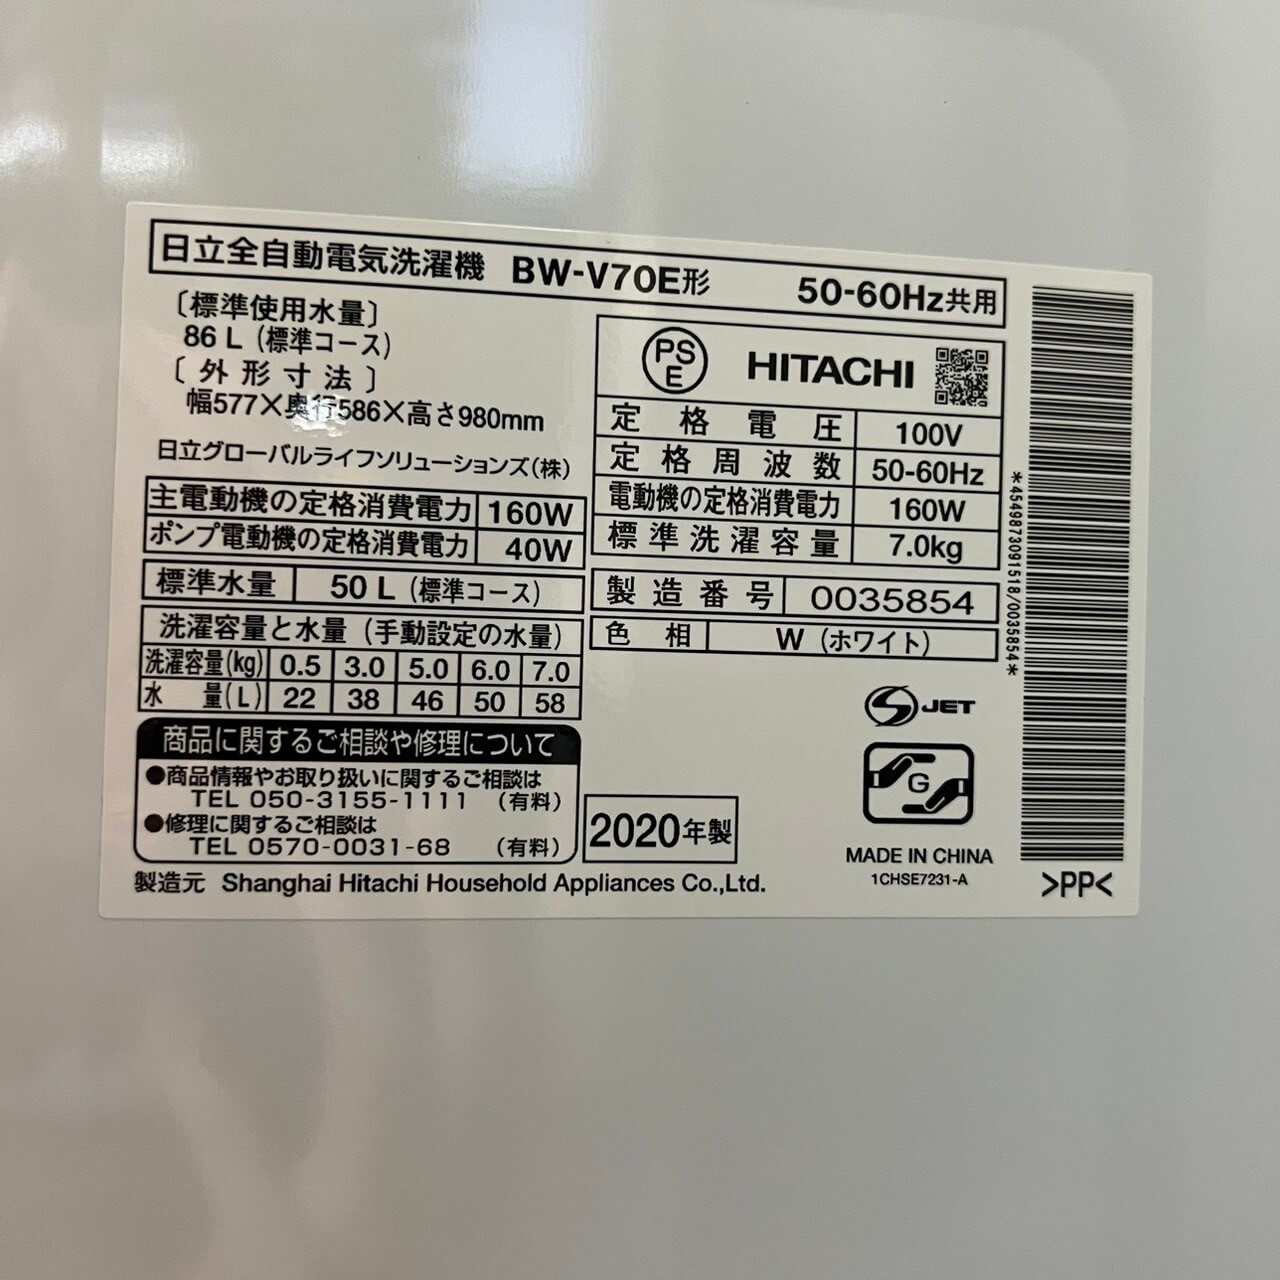 日立全自動電気洗濯機 BW-V70E形 50-60Hz共用
〔標準使用水量〕
86 L (標準コース)
〔外形寸法〕
幅577×奥行586×高さ980mm
日立グローバルライフソリューションズ(株)
主電動機の定格消費電力 160W
ポンプ電動機の定格消費電力 40W
標準水量 50 L (標準コース)
洗濯容量と水量 (手動設定の水量)
洗濯容量(kg) 0.5 3.0 5.0 6.0 7.0
水 量(L) 22 38 46 50 58
商品に関するご相談や修理について
●商品情報やお取り扱いに関するご相談は
TEL 050-3155-1111 (有料)
●修理に関するご相談は
TEL 0570-0031-68 (有料)
製造元 Shanghai Hitachi Household Appliances Co.,Ltd.
PS
E
HITACHI
定格電圧 100V
定格周波数 50-60Hz
電動機の定格消費電力 160W
標準洗濯容量 7.0kg
製造番号 0035854
色相 W (ホワイト)
S JET
G
2020年製
MADE IN CHINA
1CHSE7231-A
*4549873091518/0035854*
>PP<